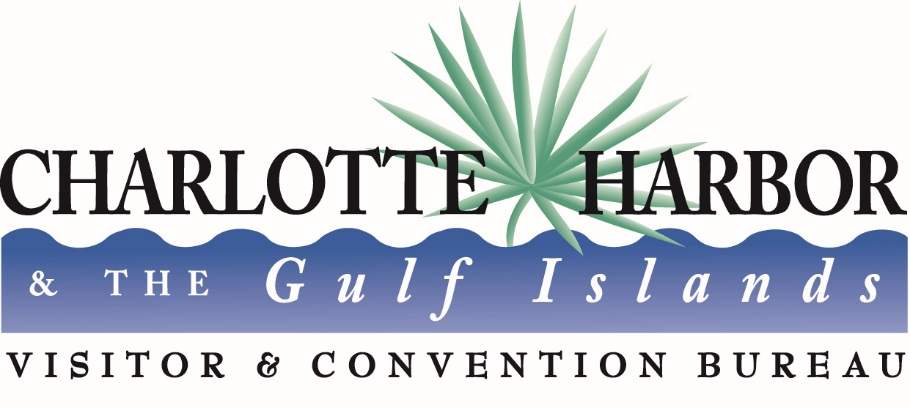 CHARLOTTE HARBOR
& THE Gulf Islands
VISITOR & CONVENTION BUREAU